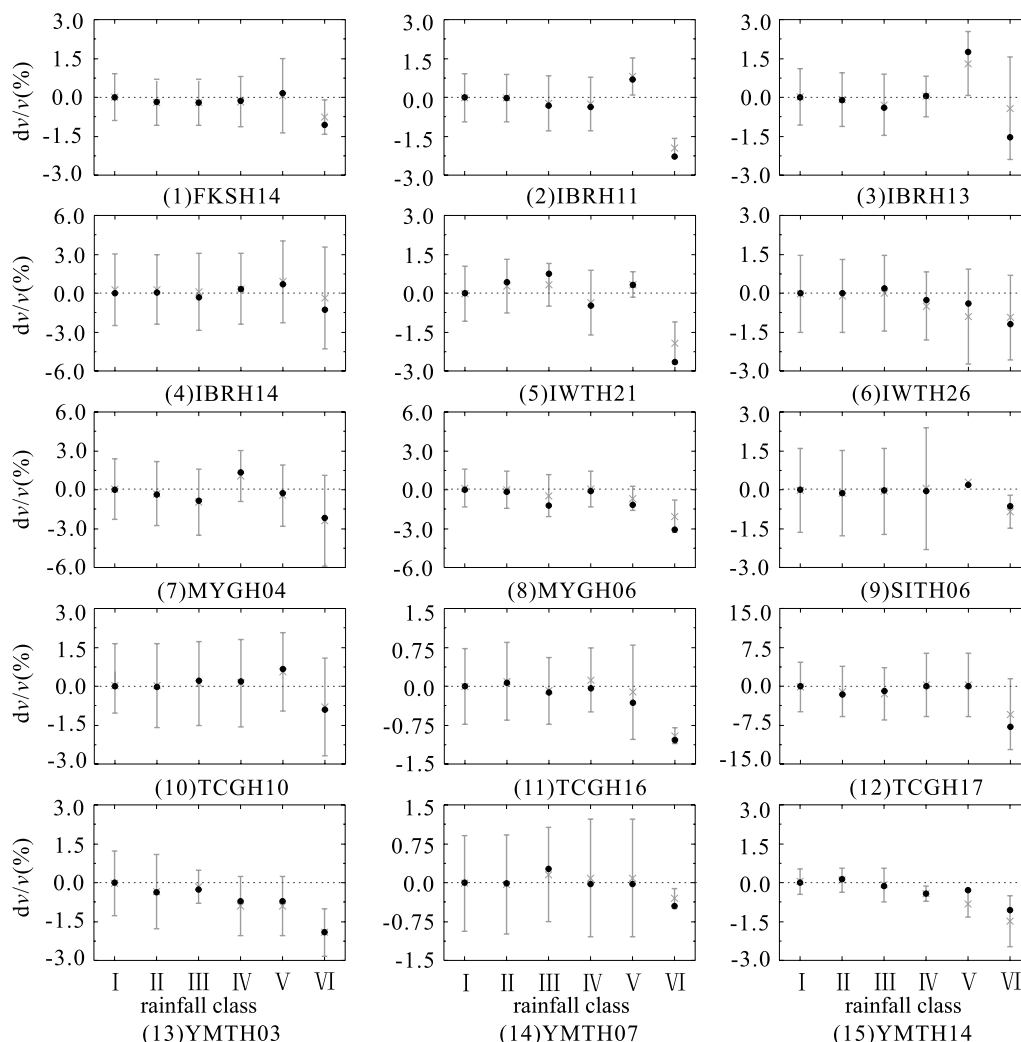 3.0 1.5 0.0 -1.5 -3.0 dv/v(%)
3.0 1.5 0.0 -1.5 -3.0
3.0 1.5 0.0 -1.5 -3.0
(1)FKSH14 (2)IBRH11 (3)IBRH13
6.0 3.0 0.0 -3.0 -6.0 dv/v(%)
3.0 1.5 0.0 -1.5 -3.0
3.0 1.5 0.0 -1.5 -3.0
(4)IBRH14 (5)IWTH21 (6)IWTH26
6.0 3.0 0.0 -3.0 -6.0 dv/v(%)
6.0 3.0 0.0 -3.0 -6.0
3.0 1.5 0.0 -1.5 -3.0
(7)MYGH04 (8)MYGH06 (9)SITH06
3.0 1.5 0.0 -1.5 -3.0 dv/v(%)
1.5 0.75 0.0 -0.75 -1.5
15.0 7.5 0.0 -7.5 -15.0
(10)TCGH10 (11)TCGH16 (12)TCGH17
3.0 1.5 0.0 -1.5 -3.0 dv/v(%)
1.5 0.75 0.0 -0.75 -1.5
3.0 1.5 0.0 -1.5 -3.0
I II III IV V VI I II III IV V VI I II III IV V VI
rainfall class rainfall class rainfall class
(13)YMTH03 (14)YMTH07 (15)YMTH14